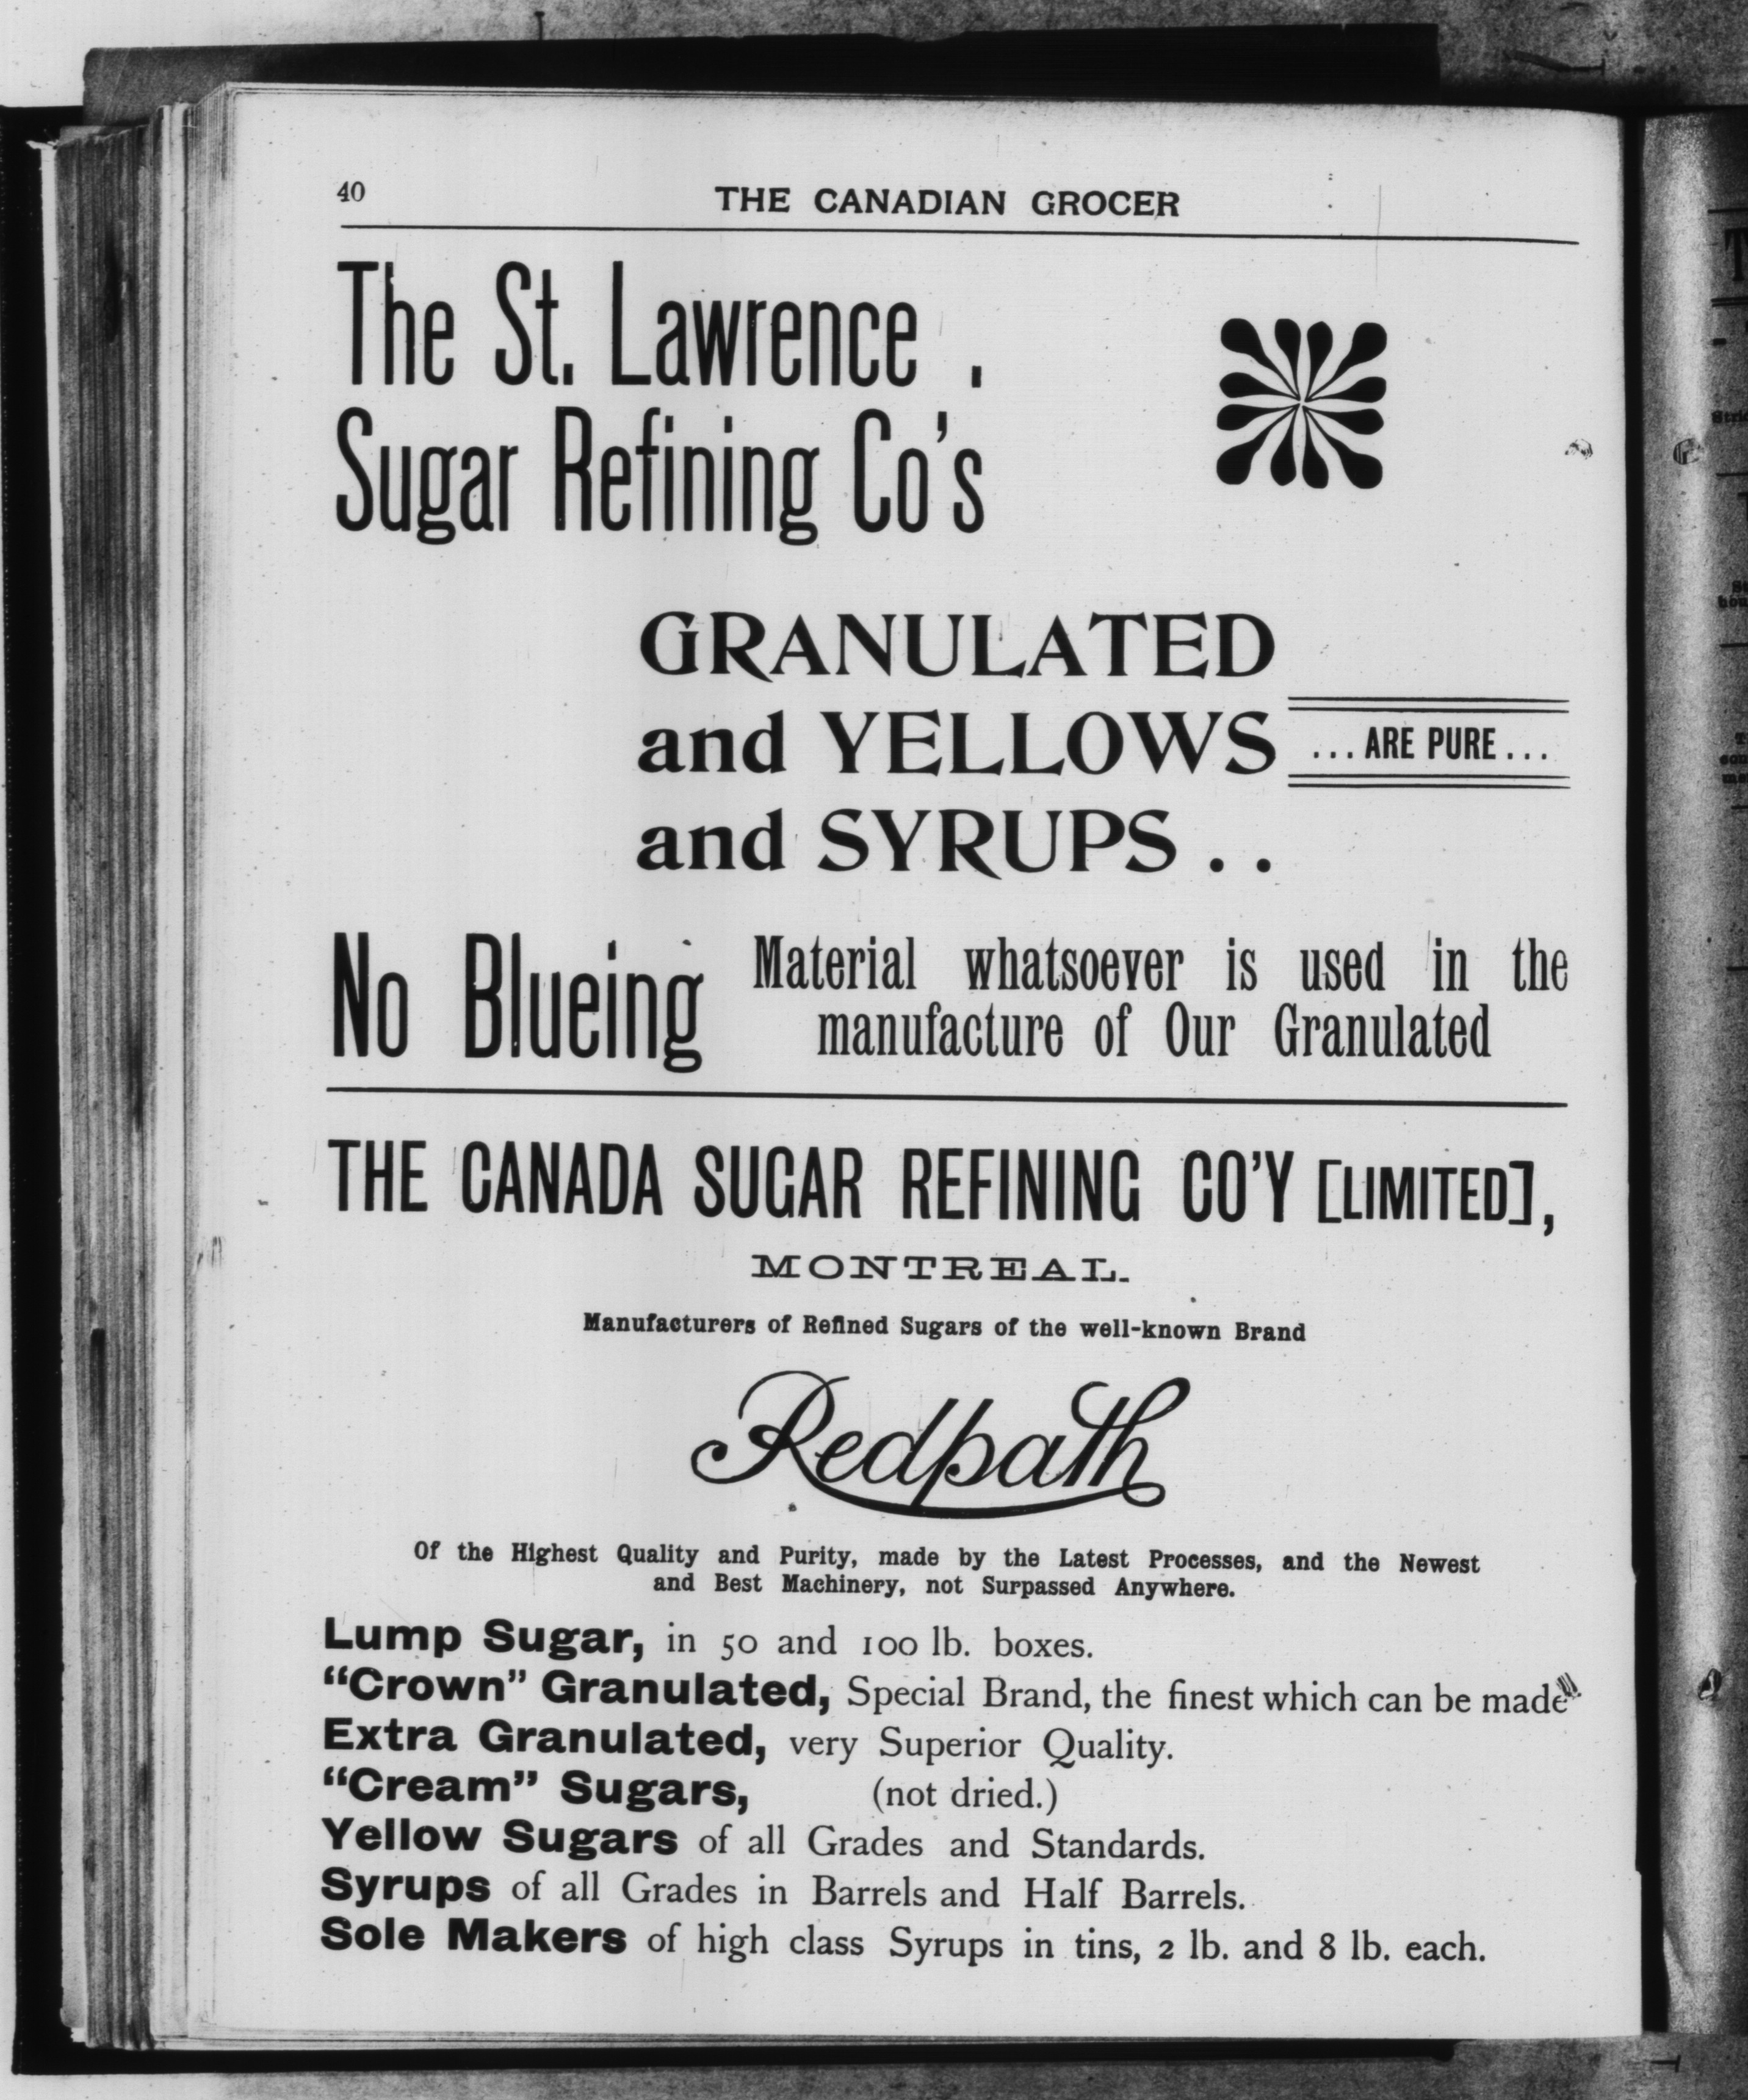 40
THE CANADIAN GROCER
The St. Lawrence .
Sugar Refining Co's
GRANULATED
and YELLOWS
... ARE PURE ...
and SYRUPS . .
No Blueing
Material whatsoever is used in the
manufacture of Our Granulated
THE CANADA SUGAR REFINING CO'Y [LIMITED],
MONTREAL.
Manufacturers of Refined Sugars of the well-known Brand
Redpath
Of the Highest Quality and Purity, made by the Latest Processes, and the Newest
and Best Machinery, not Surpassed Anywhere.
Lump Sugar, in 50 and 100 lb. boxes.
"Crown" Granulated, Special Brand, the finest which can be made
Extra Granulated, very Superior Quality.
"Cream" Sugars, (not dried.)
Yellow Sugars of all Grades and Standards.
Syrups of all Grades in Barrels and Half Barrels.
Sole Makers of high class Syrups in tins, 2 lb. and 8 lb. each.